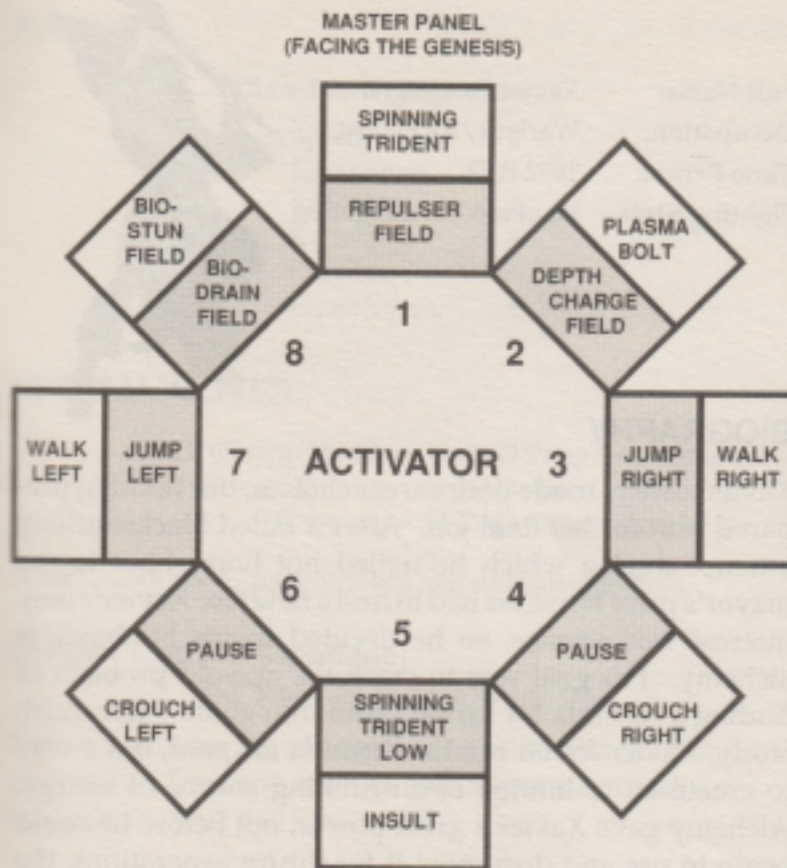 MASTER PANEL
(FACING THE GENESIS)
SPINNING
TRIDENT
REPULSER
FIELD
BIO-
STUN
FIELD
BIO-
DRAIN
FIELD
PLASMA
BOLT
DEPTH
CHARGE
FIELD
1
8
2
WALK
LEFT
JUMP
LEFT
7
ACTIVATOR
3
JUMP
RIGHT
WALK
RIGHT
6
4
5
PAUSE
CROUCH
LEFT
PAUSE
CROUCH
RIGHT
SPINNING
TRIDENT
LOW
INSULT